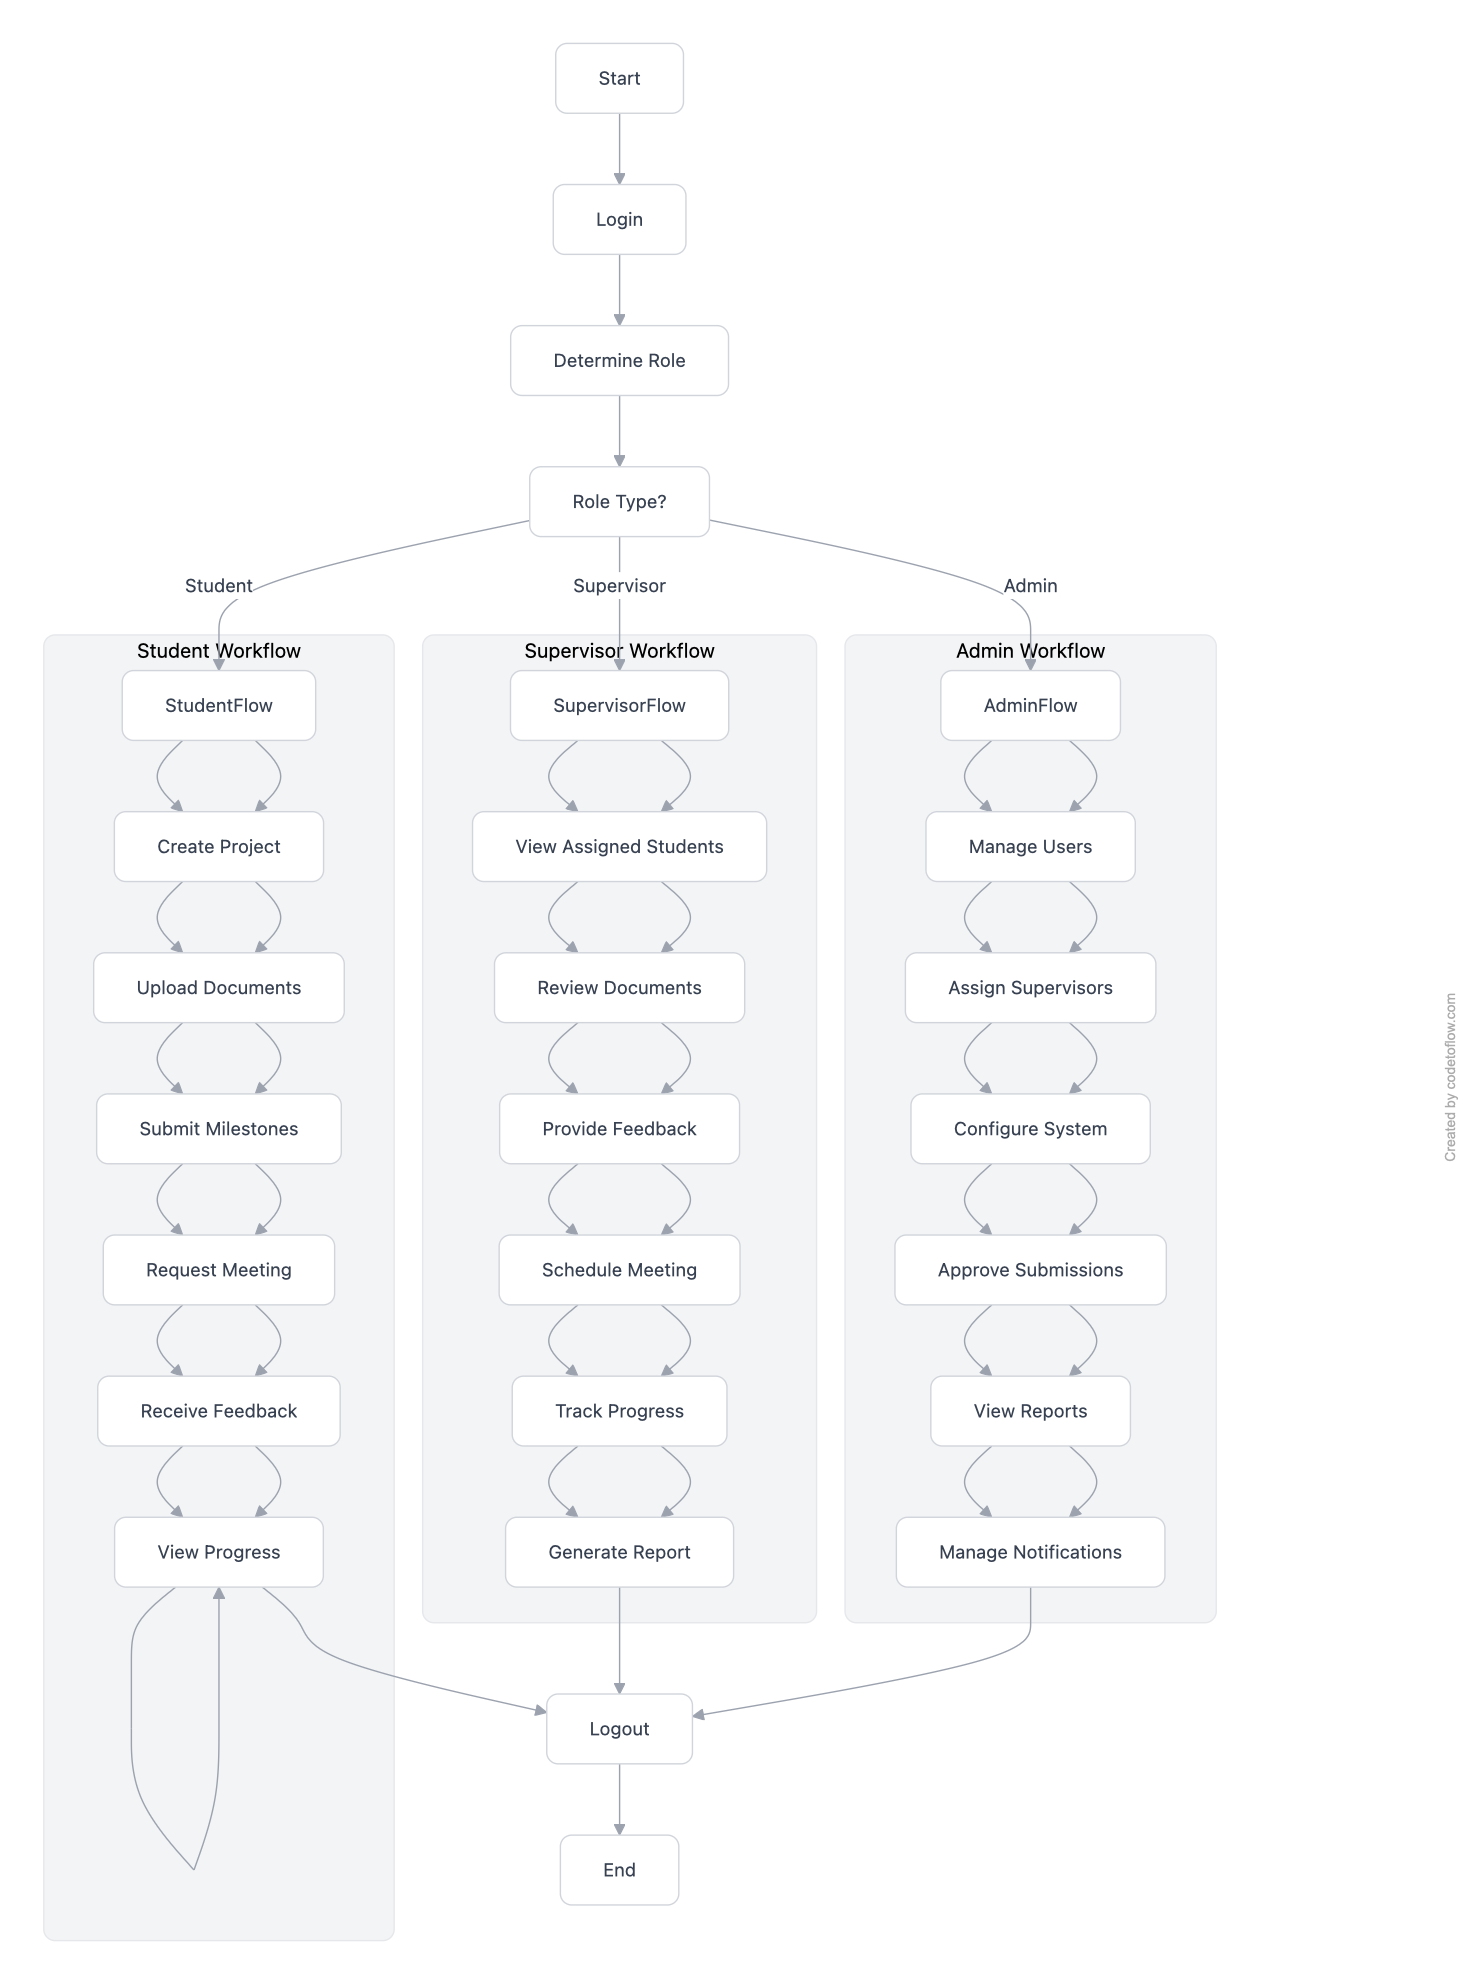 Start
Login
Determine Role
Role Type?
Student
Supervisor
Admin
Student Workflow
StudentFlow
Create Project
Upload Documents
Submit Milestones
Request Meeting
Receive Feedback
View Progress
Supervisor Workflow
SupervisorFlow
View Assigned Students
Review Documents
Provide Feedback
Schedule Meeting
Track Progress
Generate Report
Admin Workflow
AdminFlow
Manage Users
Assign Supervisors
Configure System
Approve Submissions
View Reports
Manage Notifications
Logout
End
Created by codetoflow.com